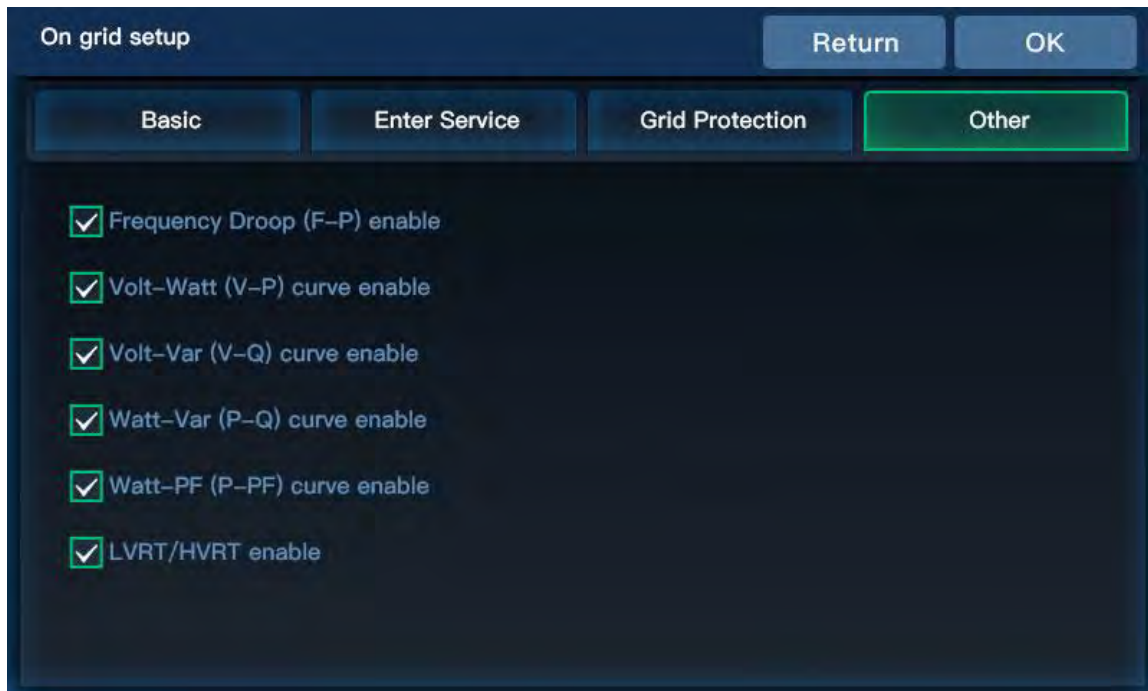 On grid setup
Return
OK
Basic
Enter Service
Grid Protection
Other
Frequency Droop (F-P) enable
Volt-Watt (V-P) curve enable
Volt-Var (V-Q) curve enable
Watt-Var (P-Q) curve enable
Watt-PF (P-PF) curve enable
LVRT/HVRT enable